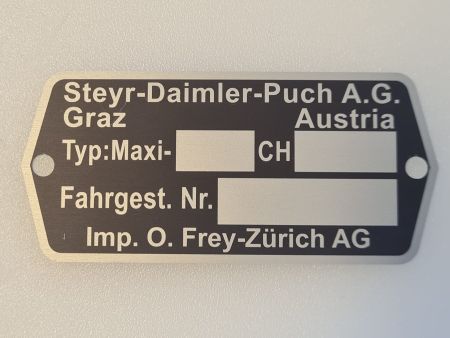 Steyr-Daimler-Puch A.G.
Graz Austria
Typ:Maxi- CH
Fahrgest. Nr.
Imp. O. Frey-Zürich AG